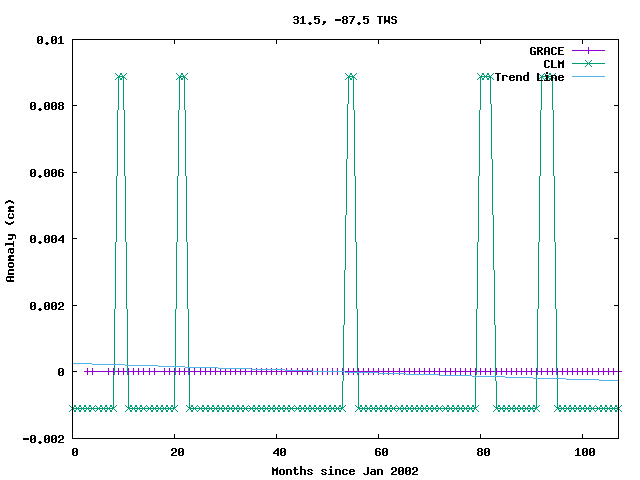 31.5, -87.5 TWS
GRACE
CLM
Trend Line
0.01
0.008
0.006
0.004
0.002
0
-0.002
Anomaly (cm)
0 20 40 60 80 100
Months since Jan 2002